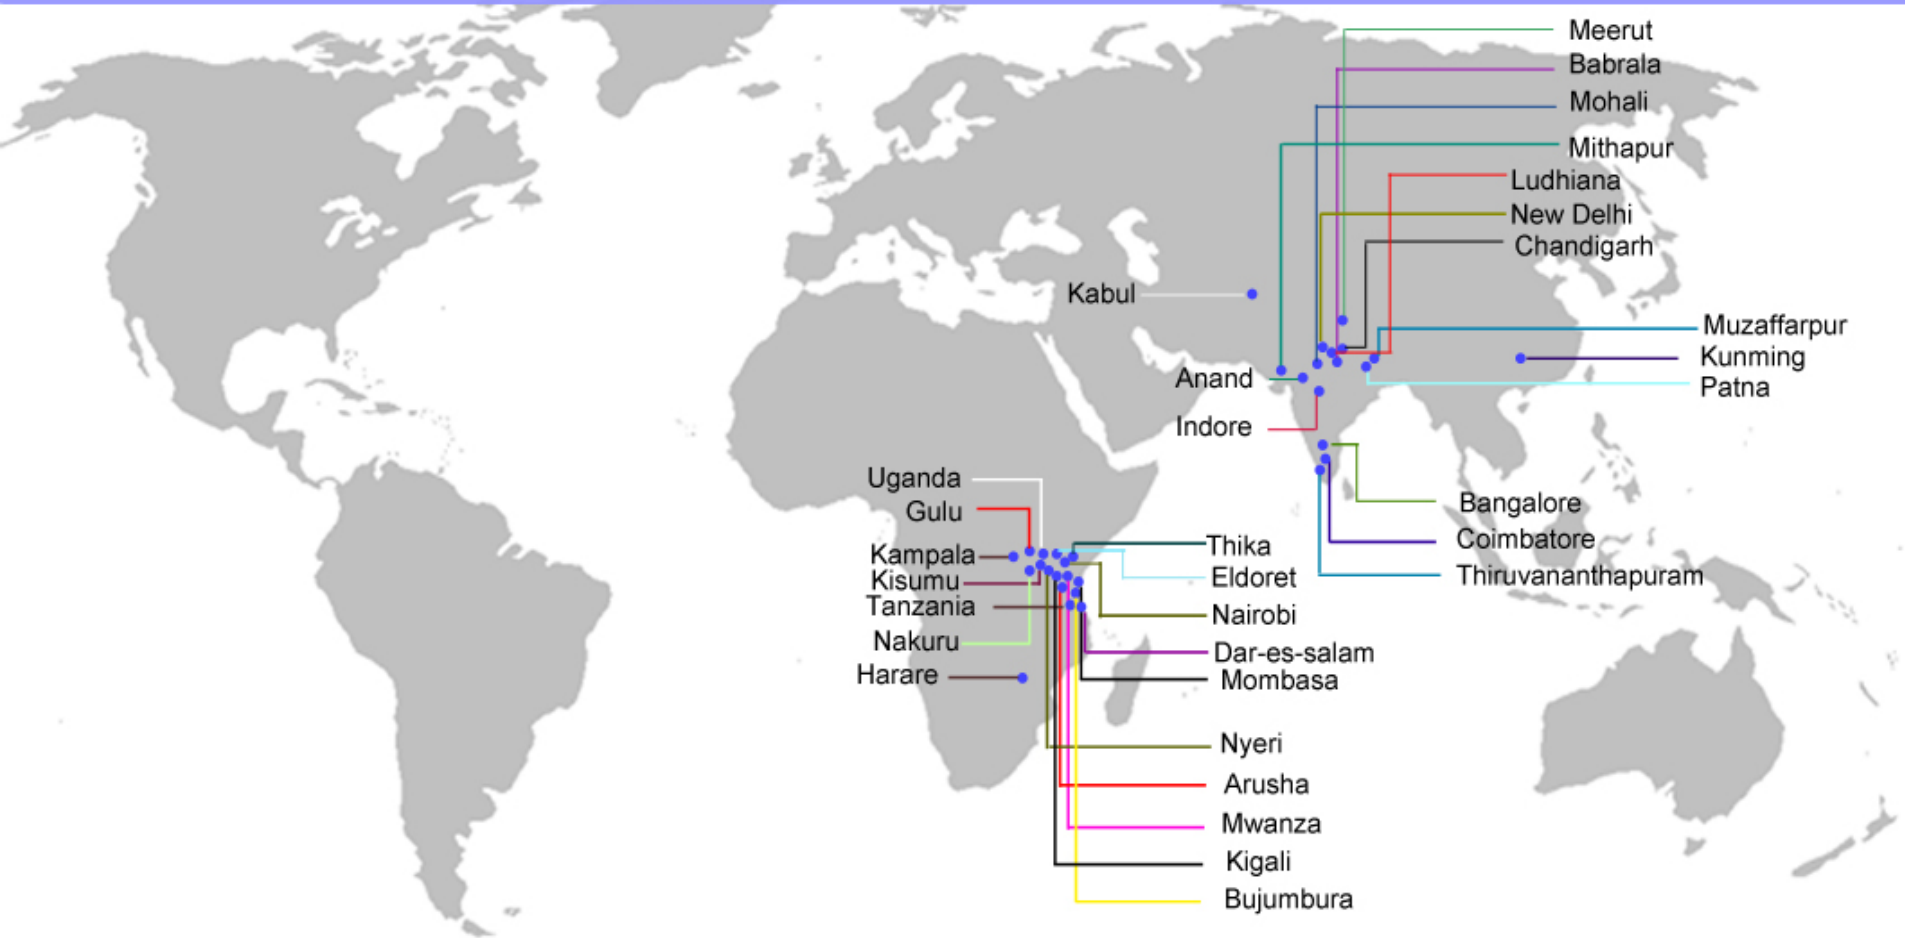 Meerut
Babrala
Mohali
Mithapur
Ludhiana
New Delhi
Chandigarh
Kabul
Muzaffarpur
Kunming
Anand
Patna
Indore
Uganda
Bangalore
Gulu
Coimbatore
Thika
Kampala
Thiruvananthapuram
Eldoret
Kisumu
Tanzania
Nairobi
Nakuru
Dar-es-salam
Harare
Mombasa
Nyeri
Arusha
Mwanza
Kigali
Bujumbura